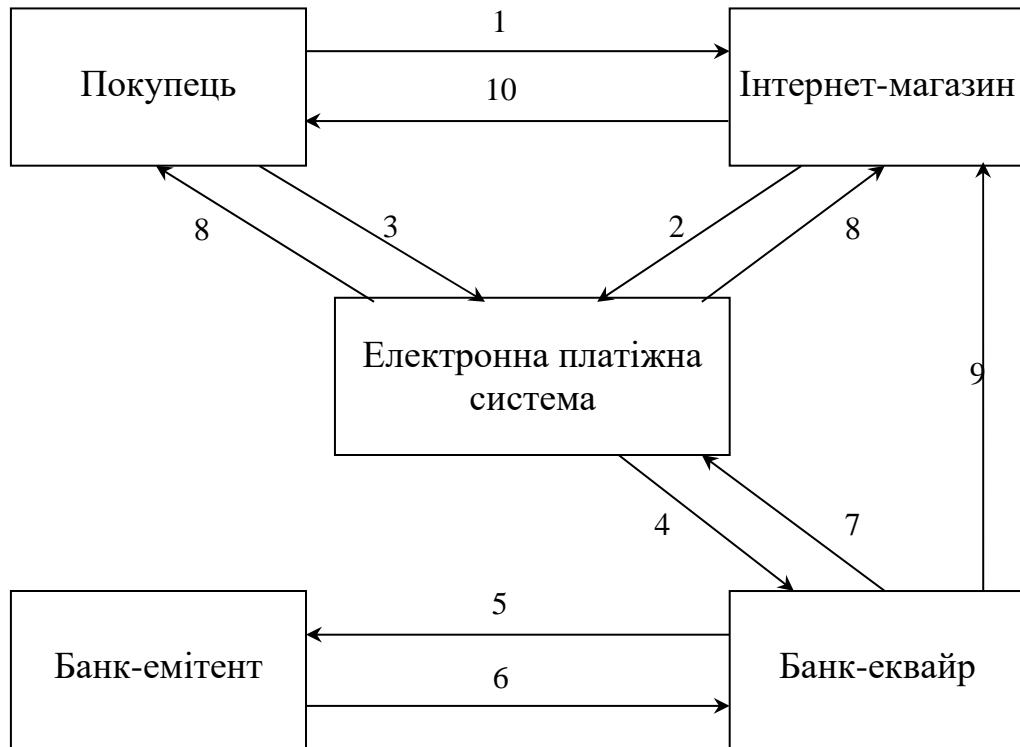 1
Покупець
Інтернет-магазин
10
8
3
2
8
Електронна платіжна
система
9
4
7
5
Банк-емітент
Банк-еквайр
6